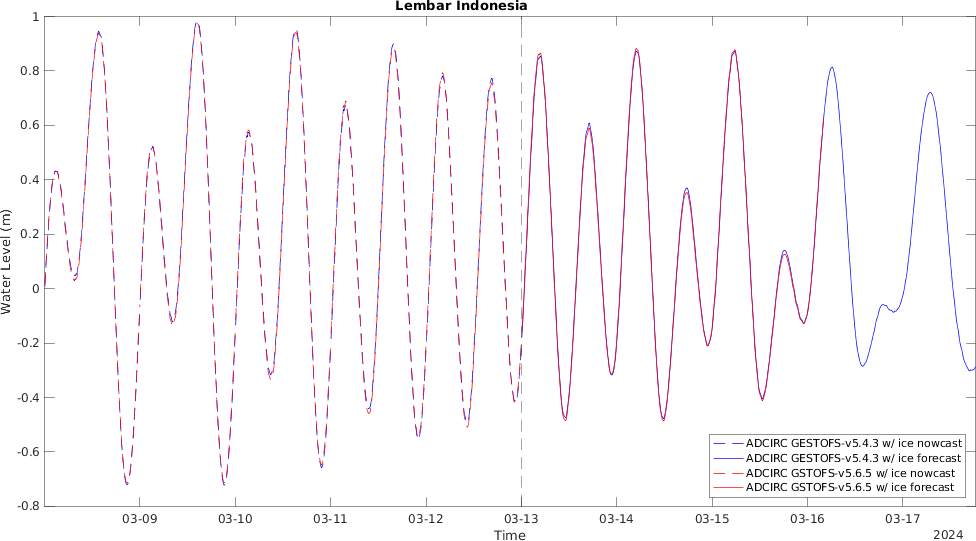 Lembar Indonesia
1
0.8
0.6
0.4
0.2
0
-0.2
-0.4
-0.6
-0.8
Water Level (m)
ADCIRC GESTOFS-v5.4.3 w/ ice nowcast
ADCIRC GESTOFS-v5.4.3 w/ ice forecast
ADCIRC GSTOFS-v5.6.5 w/ ice nowcast
ADCIRC GSTOFS-v5.6.5 w/ ice forecast
03-09 03-10 03-11 03-12 03-13 03-14 03-15 03-16 03-17
Time
2024